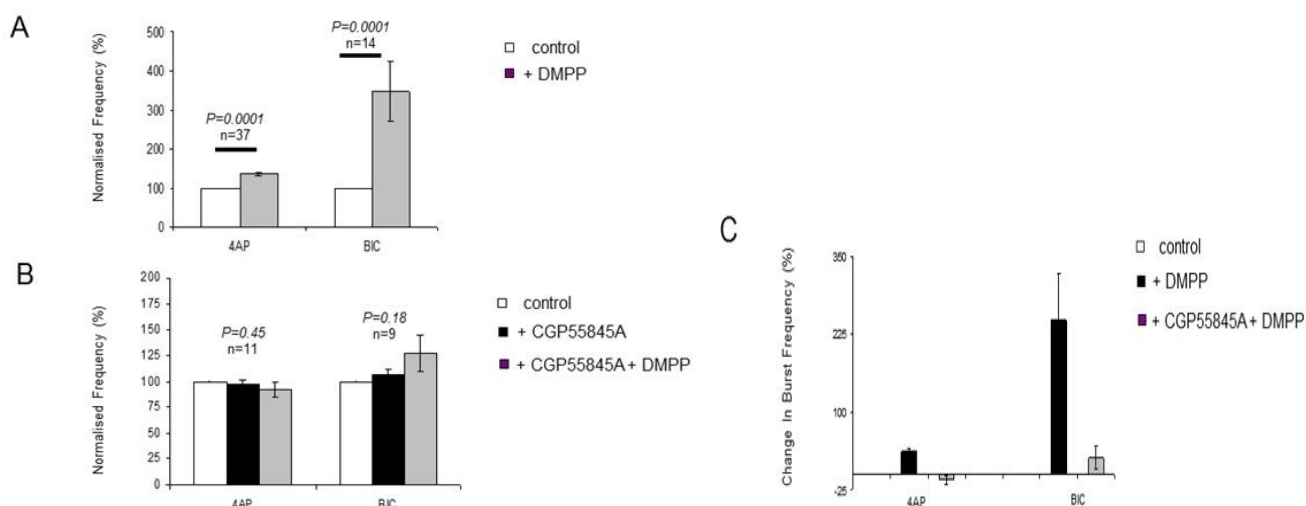 A
Normalised Frequency (%)
500
400
300
200
100
0
P=0.0001
n=37
P=0.0001
n=14
4AP
BIC
control
+ DMPP
B
Normalised Frequency (%)
200
175
150
125
100
75
50
25
0
P=0.45
n=11
P=0.18
n=9
4AP
BIC
control
+ CGP55845A
+ CGP55845A + DMPP
C
Change In Burst Frequency (%)
350
225
100
-25
4AP
BIC
control
+ DMPP
+ CGP55845A + DMPP